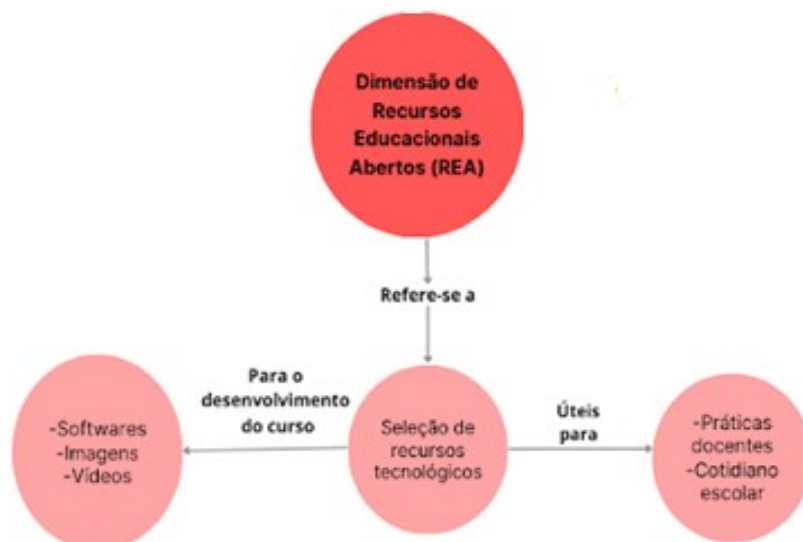 Dimensão de
Recursos
Educacionais
Abertos (REA)
Refere-se a
Para o
desenvolvimento
do curso
-Softwares
-Imagens
-Vídeos
Seleção de
recursos
tecnológicos
Úteis
para
-Práticas
docentes
-Cotidiano
escolar